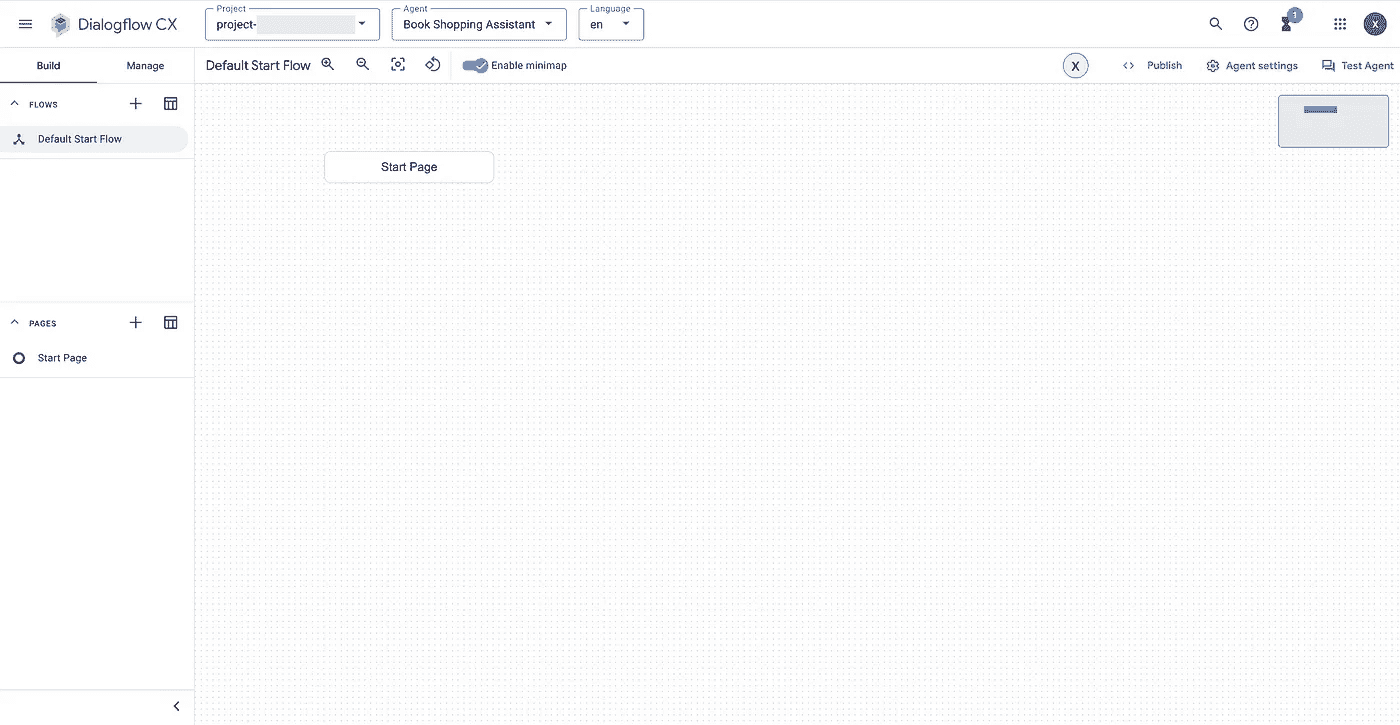 Project
Agent
Language
Dialogflow CX
project-
Book Shopping Assistant
en
1
X
Build
Manage
Default Start Flow
Enable minimap
X
Publish
Agent settings
Test Agent
FLOWS
Default Start Flow
Start Page
PAGES
Start Page